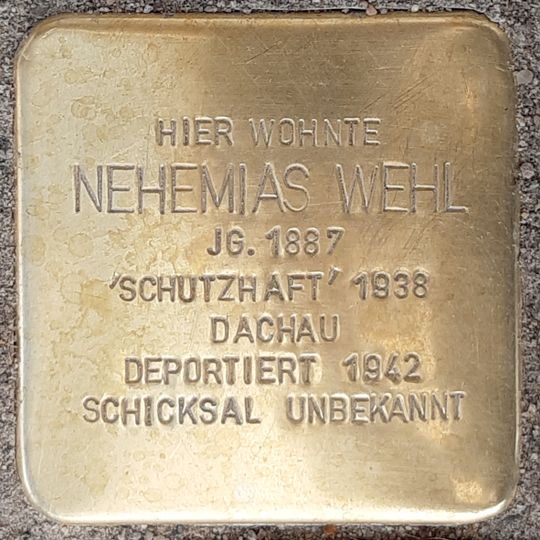 HIER WOHNTE
NEHEMIAS WEHL
JG. 1887
'SCHUTZHAFT' 1938
DACHAU
DEPORTIERT 1942
SCHICKSAL UNBEKANNT